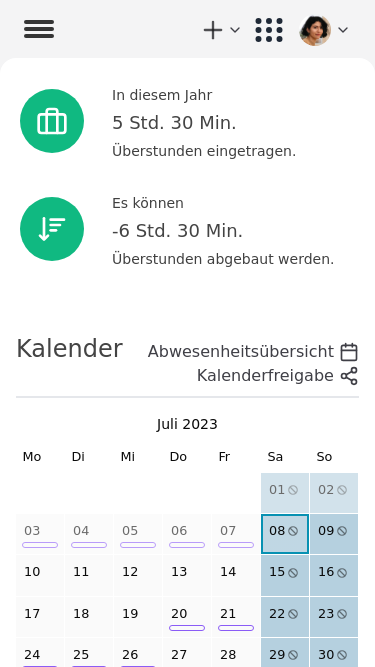 In diesem Jahr
5 Std. 30 Min.
Überstunden eingetragen.
Es können
-6 Std. 30 Min.
Überstunden abgebaut werden.
Kalender
Abwesenheitsübersicht
Kalenderfreigabe
Juli 2023
Mo Di Mi Do Fr Sa So
01 02
03 04 05 06 07 08 09
10 11 12 13 14 15 16
17 18 19 20 21 22 23
24 25 26 27 28 29 30